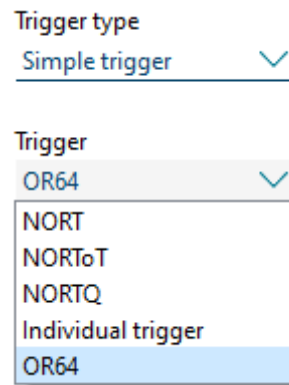 Trigger type
Simple trigger
Trigger
OR64
NORT
NORToT
NORTQ
Individual trigger
OR64